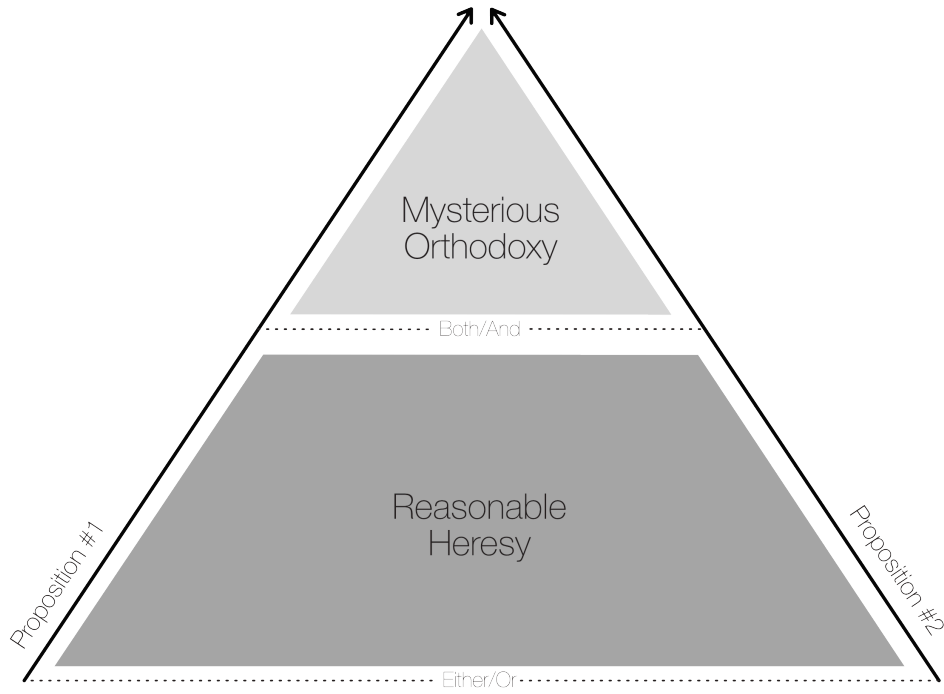 Mysterious
Orthodoxy
Both/And
Reasonable
Heresy
Proposition #1
Proposition #2
Either/Or